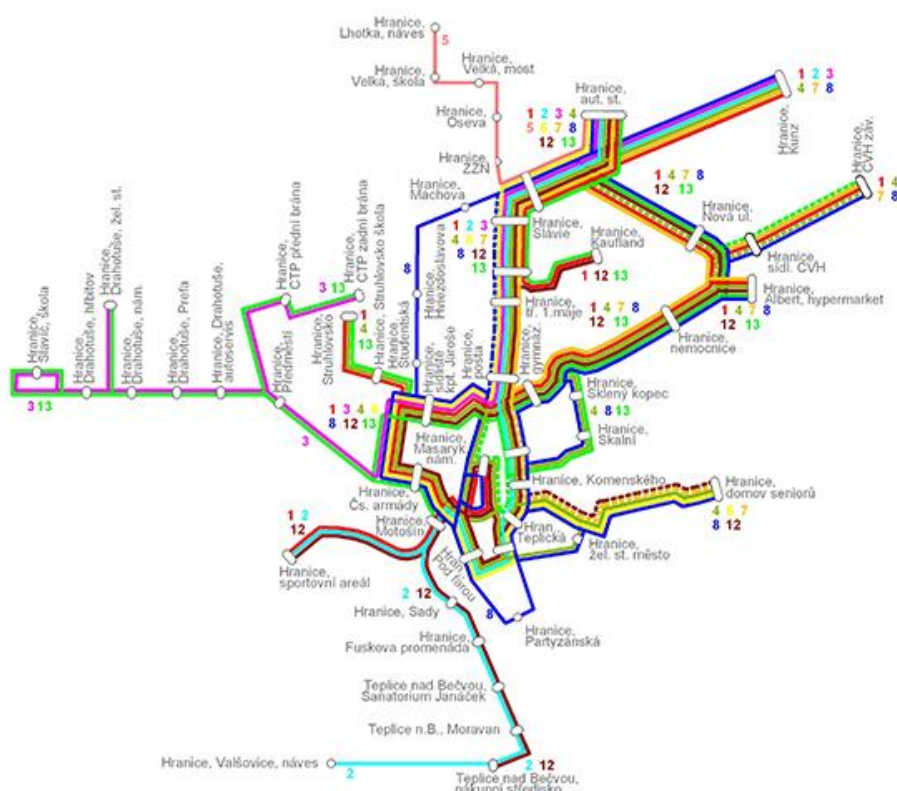 Hranice,
Lhotka, náves
5
Hranice,
Velká, škola
Hranice,
Velká, most
Hranice,
Oseva
Hranice,
ZZN
Hranice,
Machova
1 2 3 4
5 6 7 8
12 13
Hranice,
aut. st.
1 2 3
4 7 8
Hranice,
Kunz
Hranice,
CVH záv.
1 4
7 8
1 4 7 8
12 13
Hranice,
Nová ul.
Hranice,
sídl. CVH
Hranice,
Albert, hypermarket
1 4 7 8
12 13
Hranice,
Slávie
Hranice,
Kaufland
1 12 13
1 2 3
4 6 7
8 12
13
Hranice,
tř. 1.máje
1 4 7 8
12 13
Hranice,
nemocnice
Hranice,
gymnáz.
Hranice,
Hviezdoslavova
8
Hranice,
Studentská
Hranice,
sídliště
kpt. Jaroše
Hranice,
pošta
Hranice,
Struhlovsko škola
Hranice,
Struhlovsko
1
4
13
Hranice,
CTP zadní brána
3 13
Hranice,
CTP přední brána
Hranice,
Drahotuše, žel. st.
Hranice,
Slavíč, škola
3 13
Hranice,
Drahotuše, hřbitov
Hranice,
Drahotuše, nám.
Hranice,
Drahotuše, Prefa
Hranice, Drahotuše,
autoservis
Hranice,
Předměstí
3
1 3 4 6
8 12 13
Hranice,
Masaryk.
nám.
Hranice,
Sklený kopec
4 8 13
Hranice,
Skalní
Hranice, Komenského
Hranice,
domov seniorů
4 6 7
8 12
Hran.,
Teplická
Hranice,
žel. st. město
Hranice,
Čs. armády
Hranice,
Motošín
Hran.,
Pod farou
1 2
12
Hranice,
sportovní areál
2 12
Hranice, Sady
8
Hranice,
Partyzánská
Hranice,
Fuskova promenáda
Teplice nad Bečvou,
Sanatorium Janáček
Teplice n.B., Moravan
Hranice, Valšovice, náves
2
2 12
Teplice nad Bečvou,
nákupní středisko